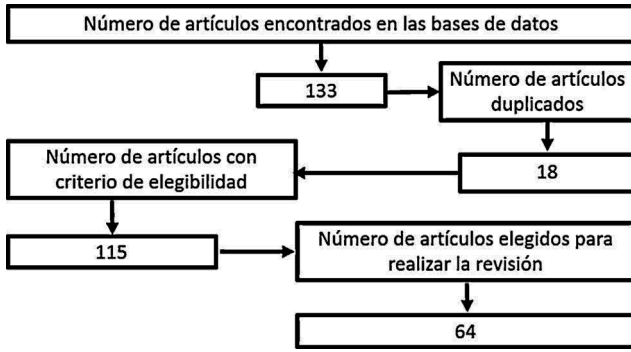 Número de artículos encontrados en las bases de datos
133
Número de artículos
duplicados
18
Número de artículos con
criterio de elegibilidad
115
Número de artículos elegidos para
realizar la revisión
64